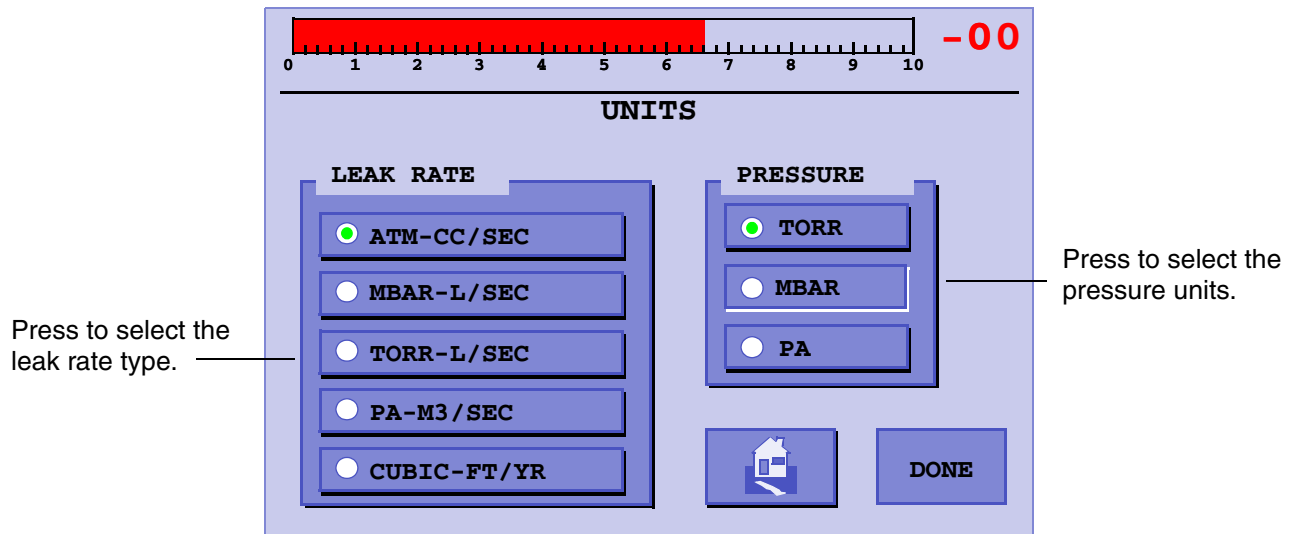 -00
0 1 2 3 4 5 6 7 8 9 10
UNITS
LEAK RATE
ATM-CC/SEC
MBAR-L/SEC
TORR-L/SEC
PA-M3/SEC
CUBIC-FT/YR
PRESSURE
TORR
MBAR
PA
DONE
Press to select the
leak rate type.
Press to select the
pressure units.